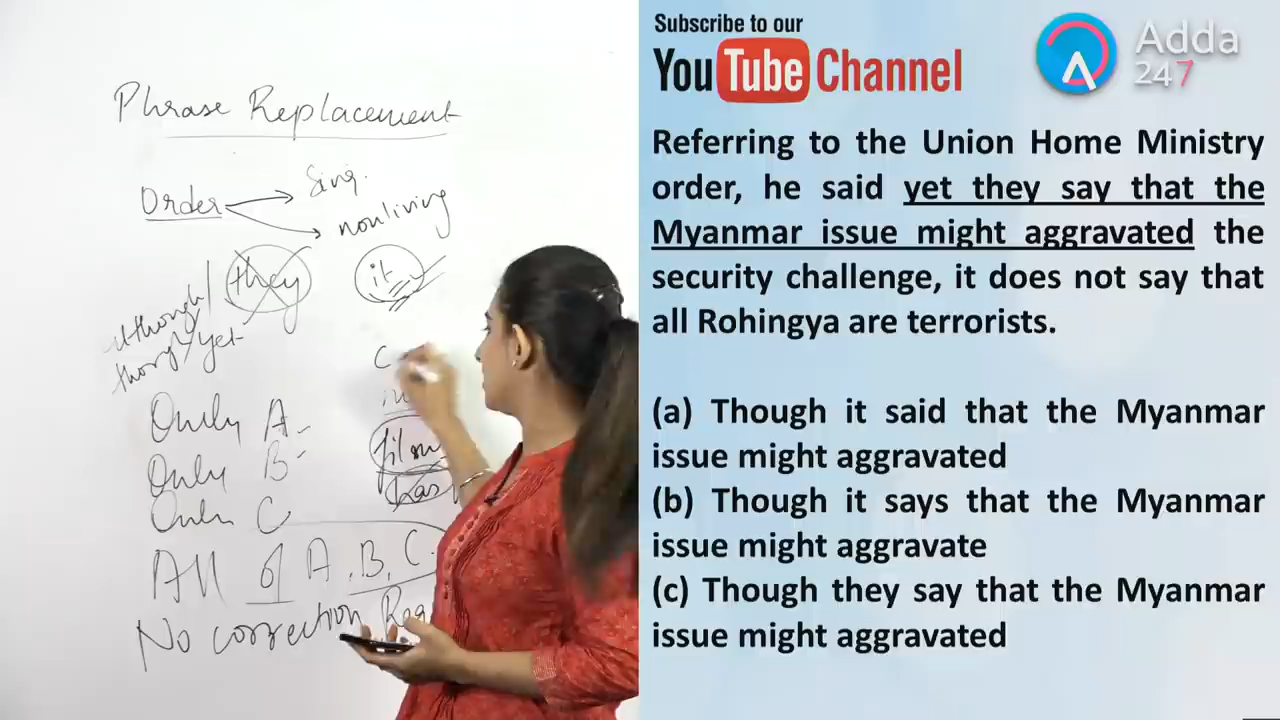 Phrase Replacement
Order
Sing.
nonliving
they
it
although/
though/yet
Only A-
Only B-
Only C
All of A, B, C.
No correction Req
Subscribe to our
YouTube Channel
Adda
247
Referring to the Union Home Ministry
order, he said yet they say that the
Myanmar issue might aggravated the
security challenge, it does not say that
all Rohingya are terrorists.
(a) Though it said that the Myanmar
issue might aggravated
(b) Though it says that the Myanmar
issue might aggravate
(c) Though they say that the Myanmar
issue might aggravated